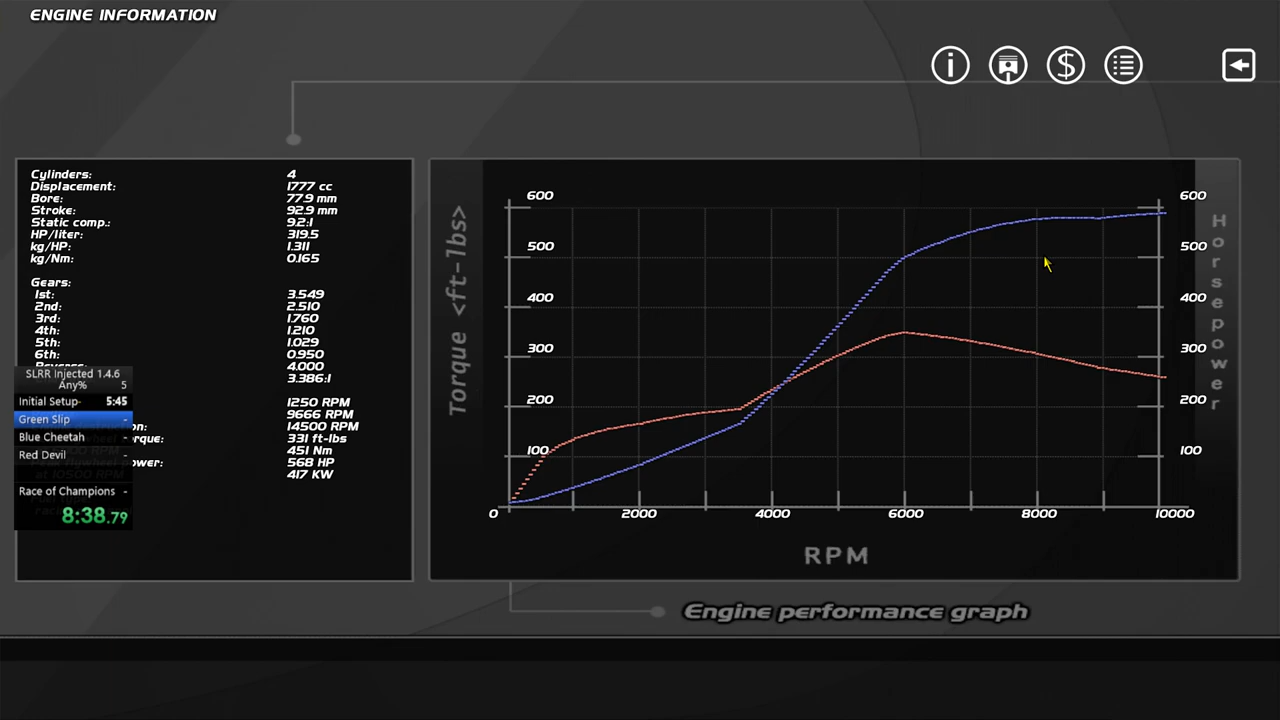 ENGINE INFORMATION
Cylinders: 4
Displacement: 1777 cc
Bore: 77.9 mm
Stroke: 92.9 mm
Static comp.: 9.2:1
HP/liter: 319.5
kg/HP: 1.311
kg/Nm: 0.165
Gears:
1st: 3.549
2nd: 2.510
3rd: 1.760
4th: 1.210
5th: 1.029
6th: 0.950
4.000
3.386:1
1250 RPM
9666 RPM
14500 RPM
331 ft-lbs
451 Nm
568 HP
417 KW
SLRR Injected 1.4.6
Any% 5
Initial Setup 5:45
Green Slip -
Blue Cheetah -
Red Devil -
Race of Champions -
8:38.79
Torque <ft-lbs>
600 600
500 500
400 400
300 300
200 200
100 100
0 2000 4000 6000 8000 10000
RPM
Horsepower
Engine performance graph